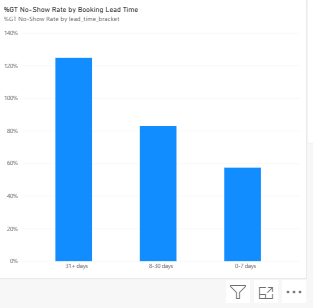 %GT No-Show Rate by Booking Lead Time
%GT No-Show Rate by lead_time_bracket
140%
120%
100%
80%
60%
40%
20%
0%
31+ days
8-30 days
0-7 days